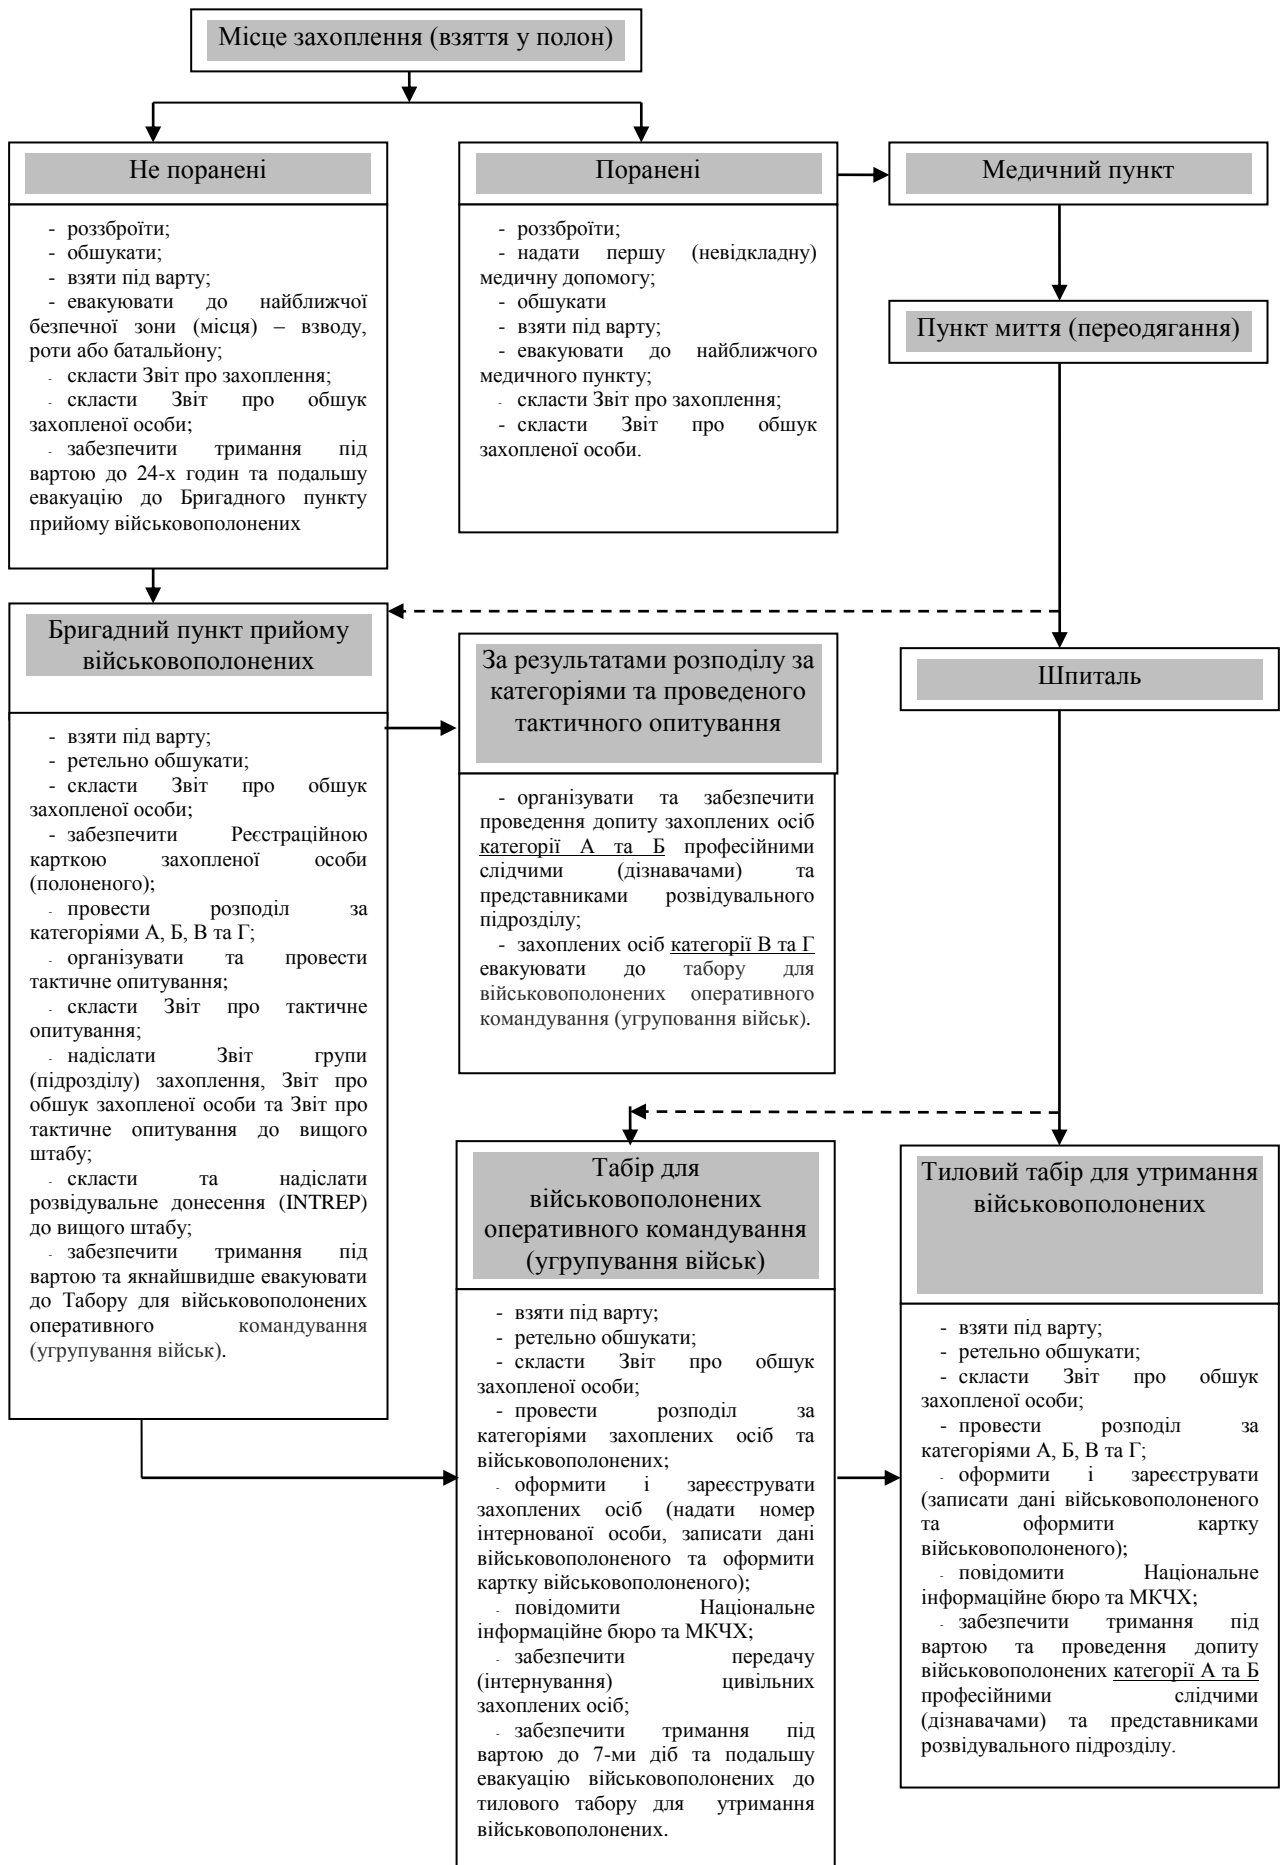 Місце захоплення (взяття у полон)
Не поранені
- роззброїти;
- обшукати;
- взяти під варту;
- евакуювати до найближчої
безпечної зони (місця) – взводу,
роти або батальйону;
- скласти Звіт про захоплення;
- скласти Звіт про обшук
захопленої особи;
- забезпечити тримання під
вартою до 24-х годин та подальшу
евакуацію до Бригадного пункту
прийому військовополонених
Поранені
- роззброїти;
- надати першу (невідкладну)
медичну допомогу;
- обшукати
- взяти під варту;
- евакуювати до найближчого
медичного пункту;
- скласти Звіт про захоплення;
- скласти Звіт про обшук
захопленої особи.
Медичний пункт
Пункт миття (переодягання)
Бригадний пункт прийому
військовополонених
- взяти під варту;
- ретельно обшукати;
- скласти Звіт про обшук
захопленої особи;
- забезпечити Реєстраційною
карткою захопленої особи
(полоненого);
- провести розподіл за
категоріями А, Б, В та Г;
- організувати та провести
тактичне опитування;
- скласти Звіт про тактичне
опитування;
- надіслати Звіт групи
(підрозділу) захоплення, Звіт про
обшук захопленої особи та Звіт про
тактичне опитування до вищого
штабу;
- скласти та надіслати
розвідувальне донесення (INTREP)
до вищого штабу;
- забезпечити тримання під
вартою та якнайшвидше евакуювати
до Табору для військовополонених
оперативного командування
(угрупування військ).
За результатами розподілу за
категоріями та проведеного
тактичного опитування
- організувати та забезпечити
проведення допиту захоплених осіб
категорії А та Б професійними
слідчими (дізнавачами) та
представниками розвідувального
підрозділу;
- захоплених осіб категорії В та Г
евакуювати до табору для
військовополонених оперативного
командування (угруповання військ).
Шпиталь
Табір для
військовополонених
оперативного командування
(угрупування військ)
- взяти під варту;
- ретельно обшукати;
- скласти Звіт про обшук
захопленої особи;
- провести розподіл за
категоріями захоплених осіб та
військовополонених;
- оформити і зареєструвати
захоплених осіб (надати номер
інтернованої особи, записати дані
військовополоненого та оформити
картку військовополоненого);
- повідомити Національне
інформаційне бюро та МКЧХ;
- забезпечити передачу
(інтернування) цивільних
захоплених осіб;
- забезпечити тримання під
вартою до 7-ми діб та подальшу
евакуацію військовополонених до
тилового табору для утримання
військовополонених.
Тиловий табір для утримання
військовополонених
- взяти під варту;
- ретельно обшукати;
- скласти Звіт про обшук
захопленої особи;
- провести розподіл за
категоріями А, Б, В та Г;
- оформити і зареєструвати
(записати дані військовополоненого
та оформити картку
військовополоненого);
- повідомити Національне
інформаційне бюро та МКЧХ;
- забезпечити тримання під
вартою та проведення допиту
військовополонених категорії А та Б
професійними слідчими
(дізнавачами) та представниками
розвідувального підрозділу.